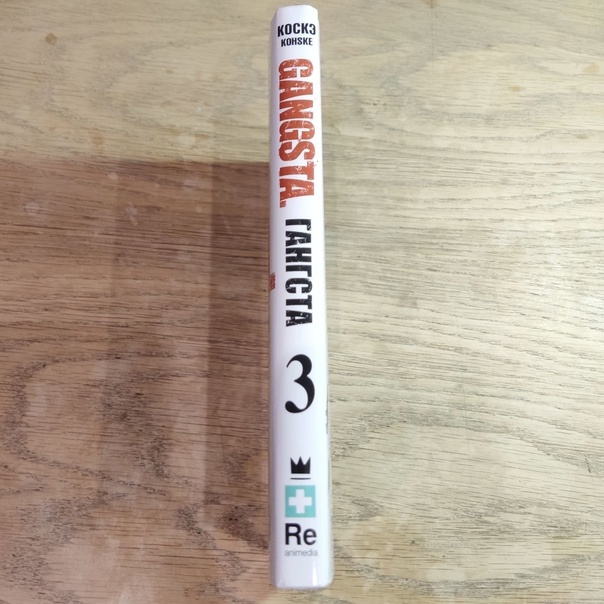 КОСКЭ
KOHSKE
GANGSTA.
ГАНГСТА
3
Re
animedia